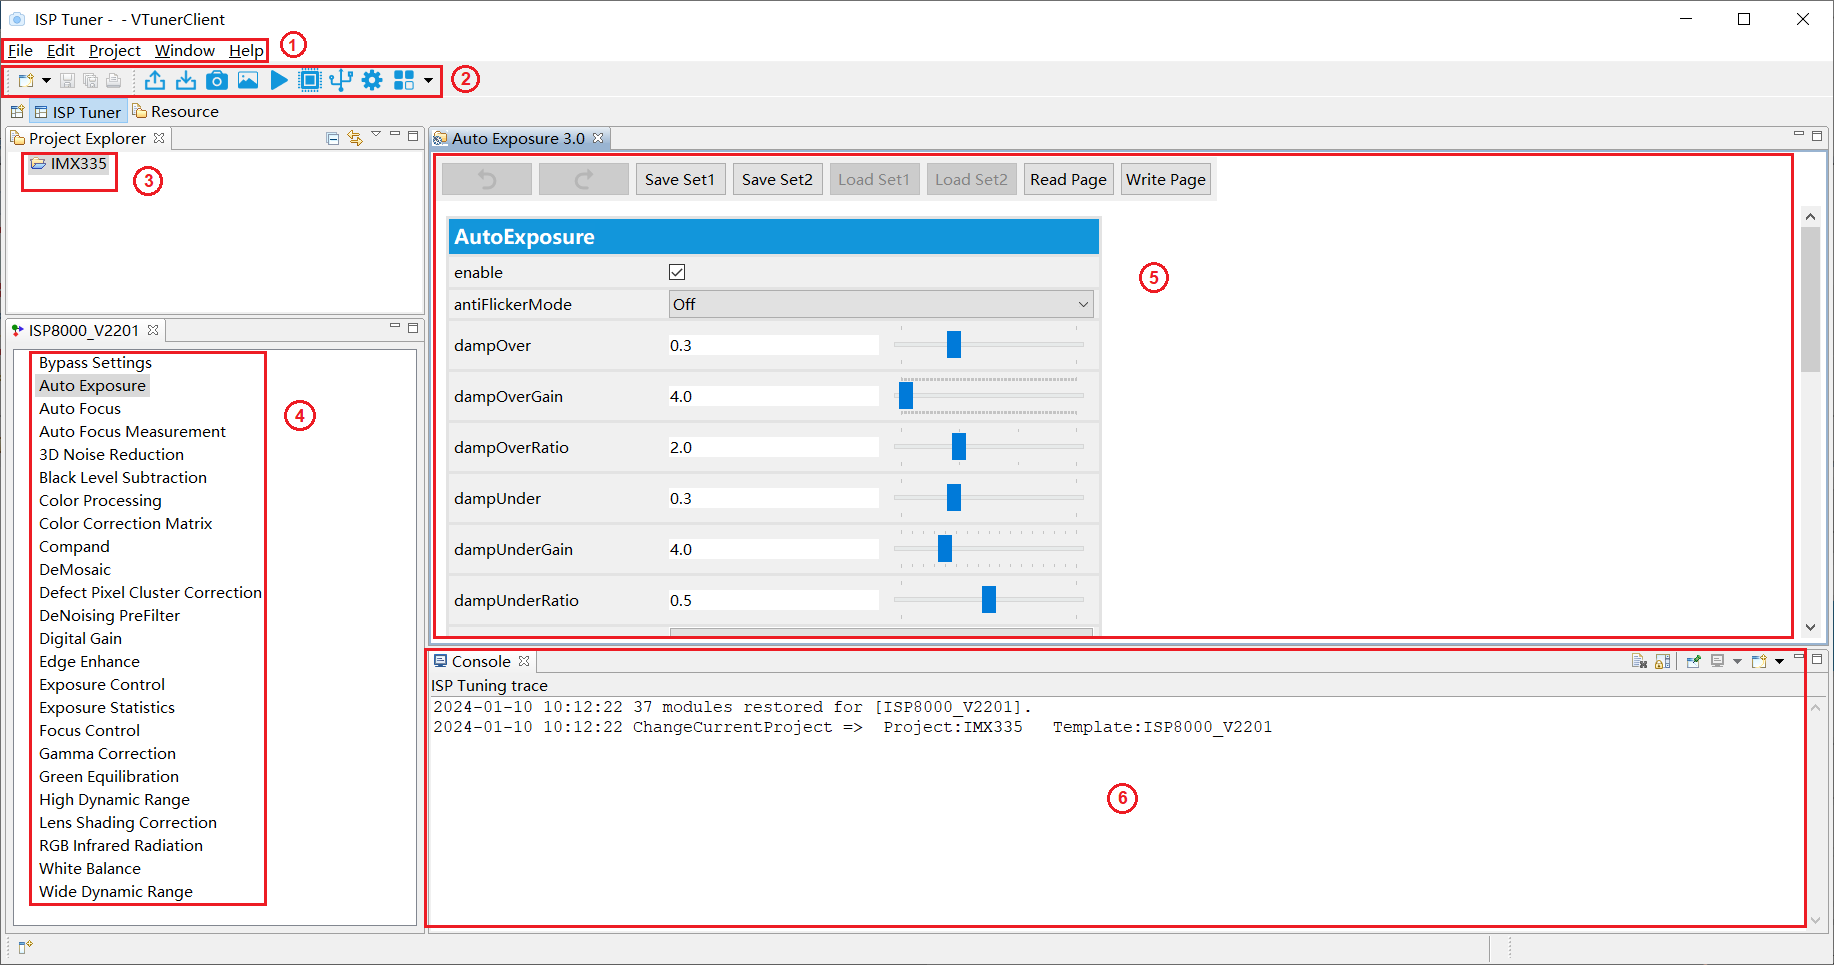 ISP Tuner -  - VTunerClient
File Edit Project Window Help 1
2
ISP Tuner Resource
Project Explorer
IMX335
3
ISP8000_V2201
Bypass Settings
Auto Exposure
Auto Focus
Auto Focus Measurement
3D Noise Reduction
Black Level Subtraction
Color Processing
Color Correction Matrix
Compand
DeMosaic
Defect Pixel Cluster Correction
DeNoising PreFilter
Digital Gain
Edge Enhance
Exposure Control
Exposure Statistics
Focus Control
Gamma Correction
Green Equilibration
High Dynamic Range
Lens Shading Correction
RGB Infrared Radiation
White Balance
Wide Dynamic Range
4
Auto Exposure 3.0
Save Set1 Save Set2 Load Set1 Load Set2 Read Page Write Page
AutoExposure
enable
antiFlickerMode Off
dampOver 0.3
dampOverGain 4.0
dampOverRatio 2.0
dampUnder 0.3
dampUnderGain 4.0
dampUnderRatio 0.5
5
Console
ISP Tuning trace
2024-01-10 10:12:22 37 modules restored for [ISP8000_V2201].
2024-01-10 10:12:22 ChangeCurrentProject =>  Project:IMX335   Template:ISP8000_V2201
6